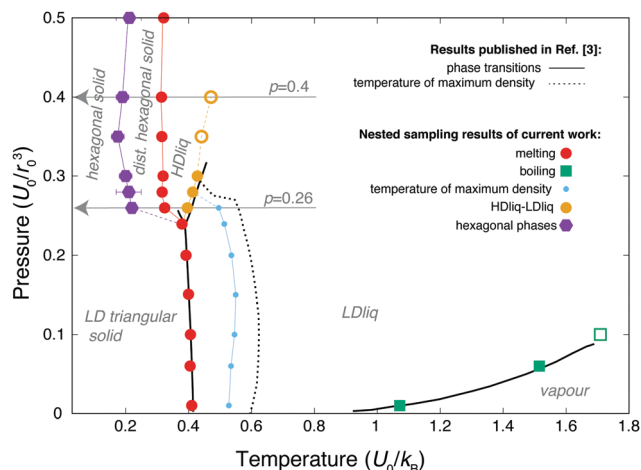 Results published in Ref. [3]:
phase transitions
temperature of maximum density
Nested sampling results of current work:
melting
boiling
temperature of maximum density
HDliq-LDliq
hexagonal phases
hexagonal solid
dist. hexagonal solid
HDliq
p=0.4
p=0.26
LD triangular
solid
LDliq
vapour
Pressure (U₀/r₀³)
0.5
0.4
0.3
0.2
0.1
0
0.2
0.4
0.6
0.8
1
1.2
1.4
1.6
1.8
Temperature (U₀/k_B)